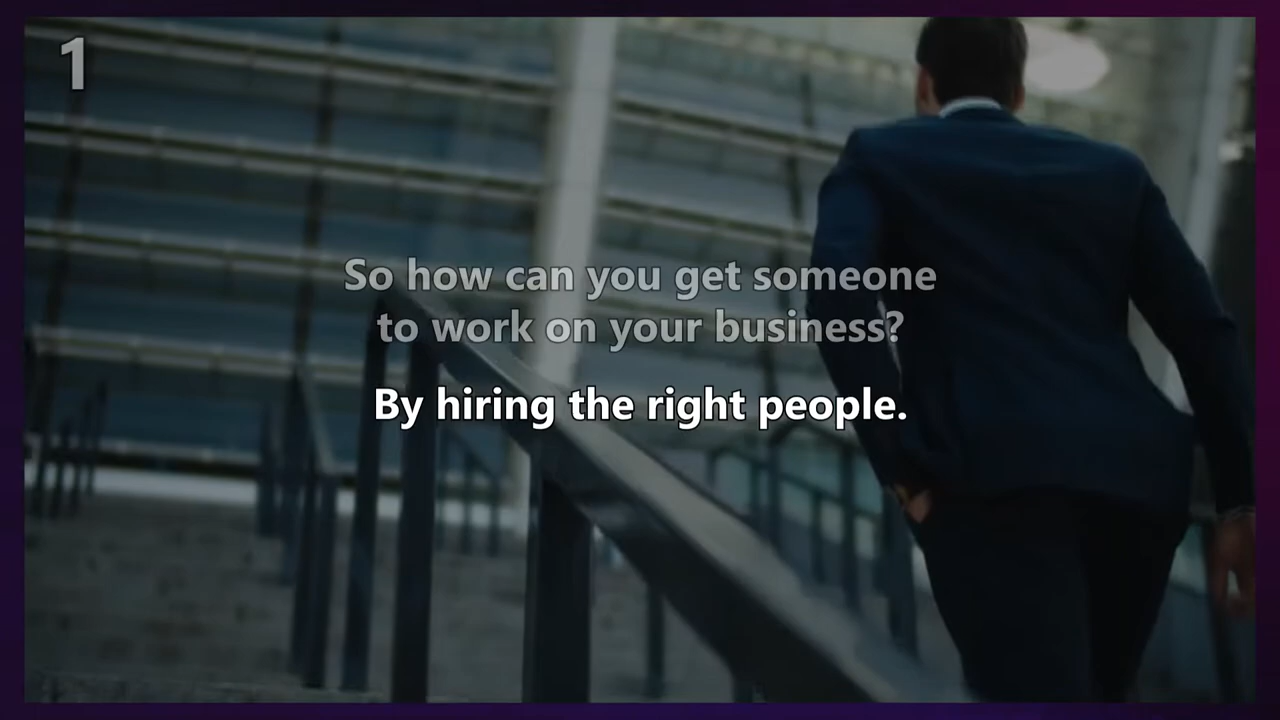 1
So how can you get someone
to work on your business?
By hiring the right people.